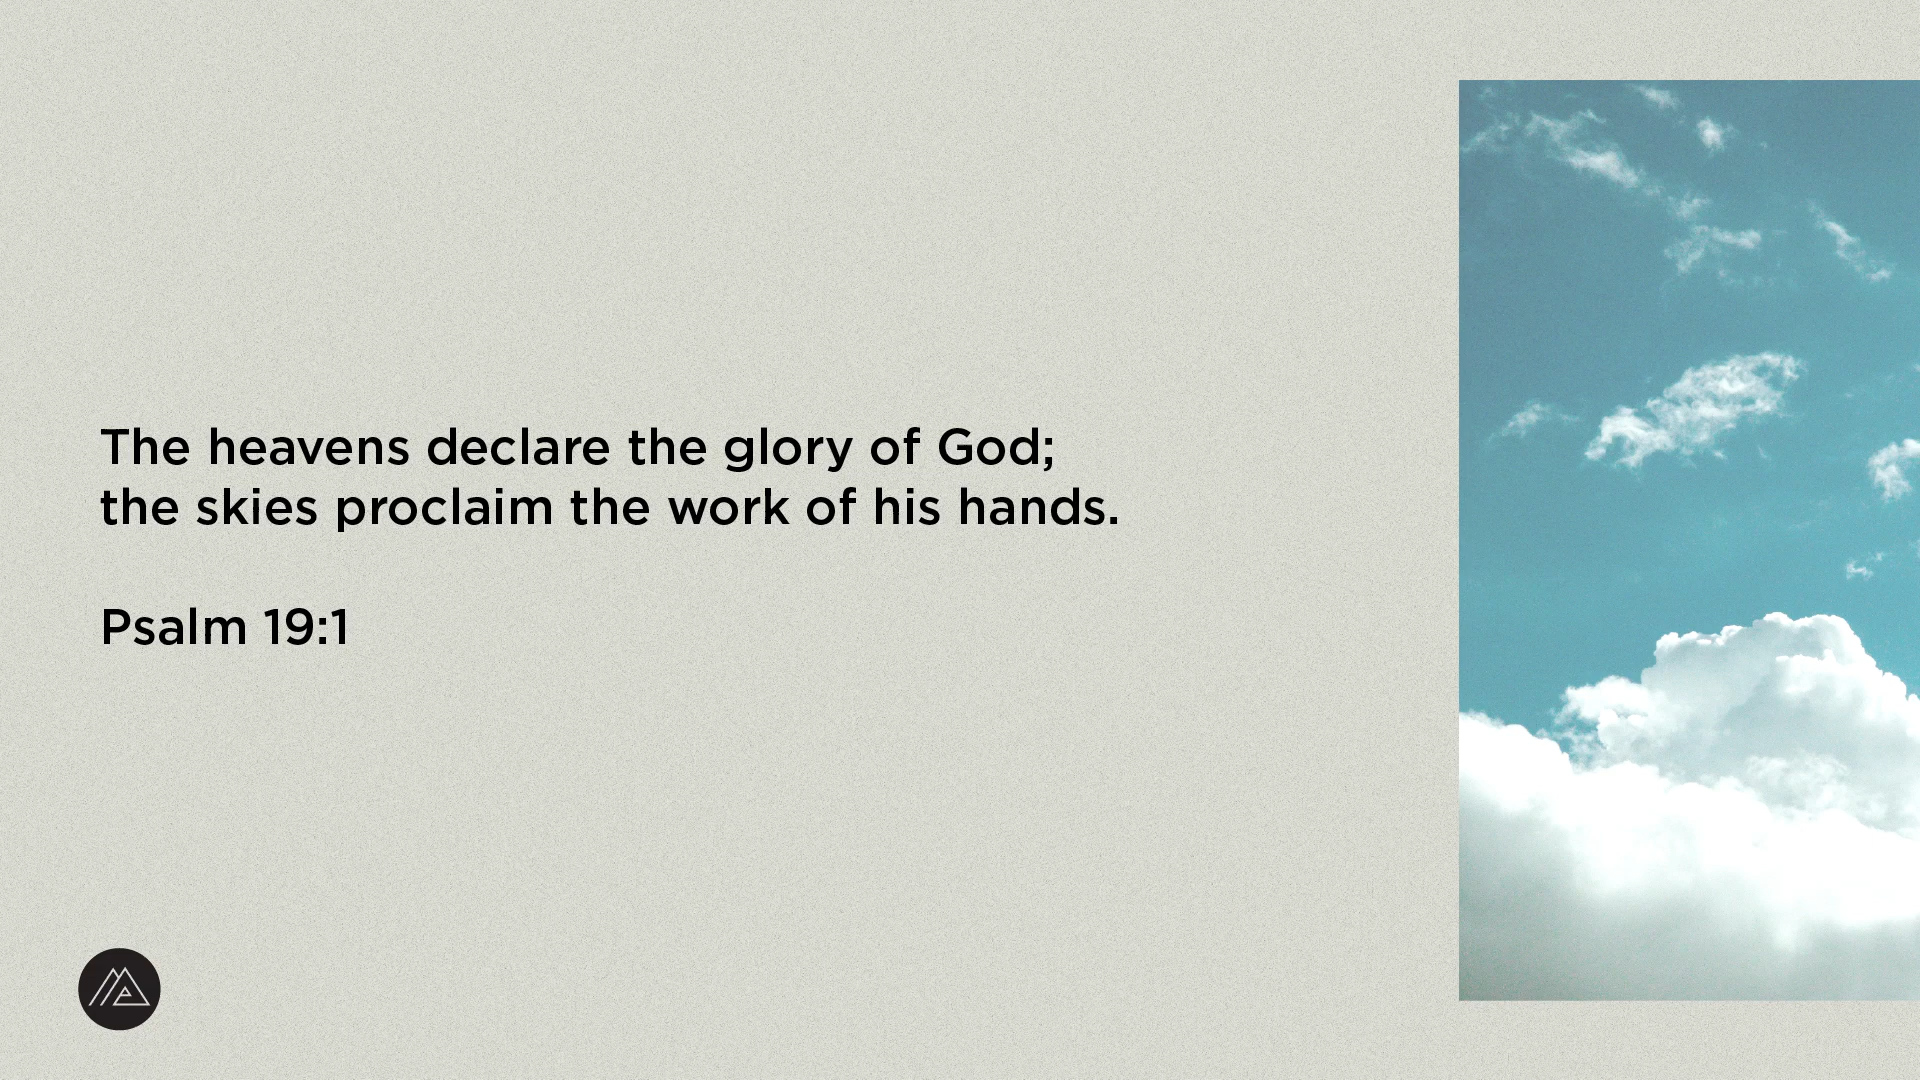 The heavens declare the glory of God;
the skies proclaim the work of his hands.
Psalm 19:1